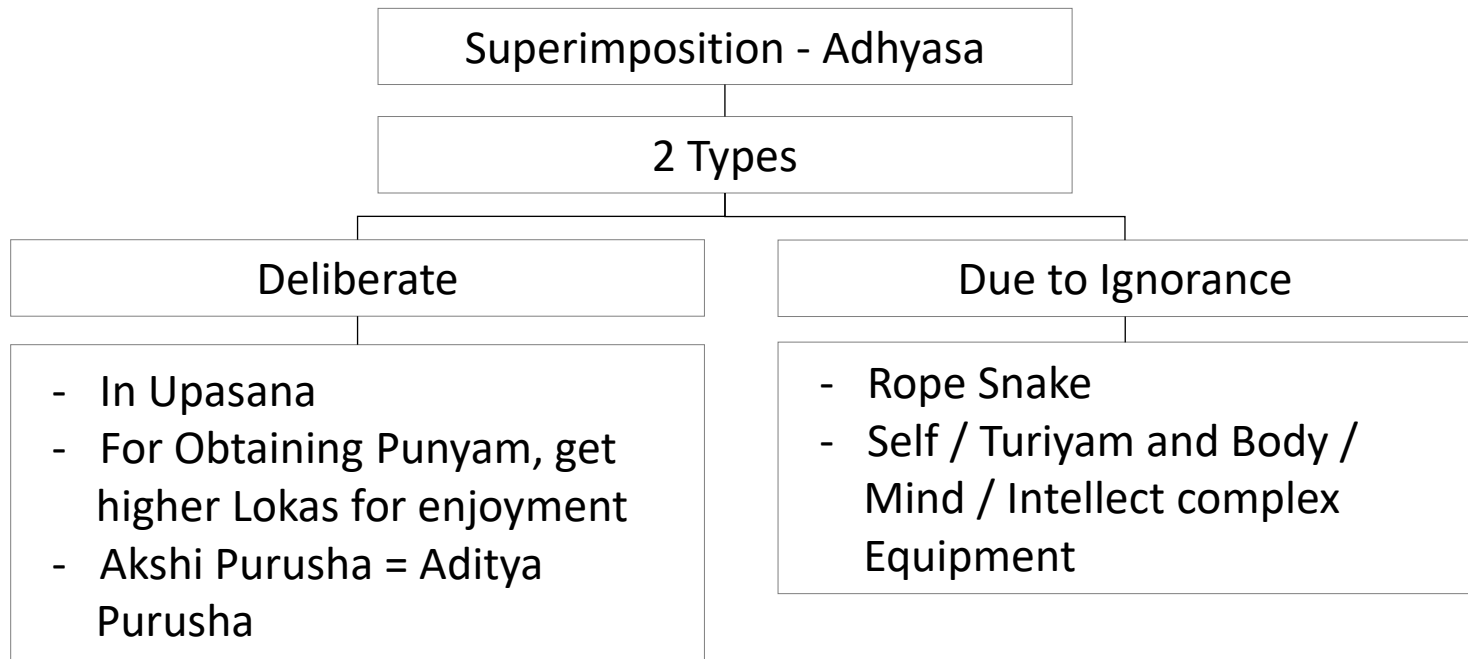 Superimposition - Adhyasa
2 Types
Deliberate
Due to Ignorance
- In Upasana
- For Obtaining Punyam, get
higher Lokas for enjoyment
- Akshi Purusha = Aditya
Purusha
- Rope Snake
- Self / Turiyam and Body /
Mind / Intellect complex
Equipment